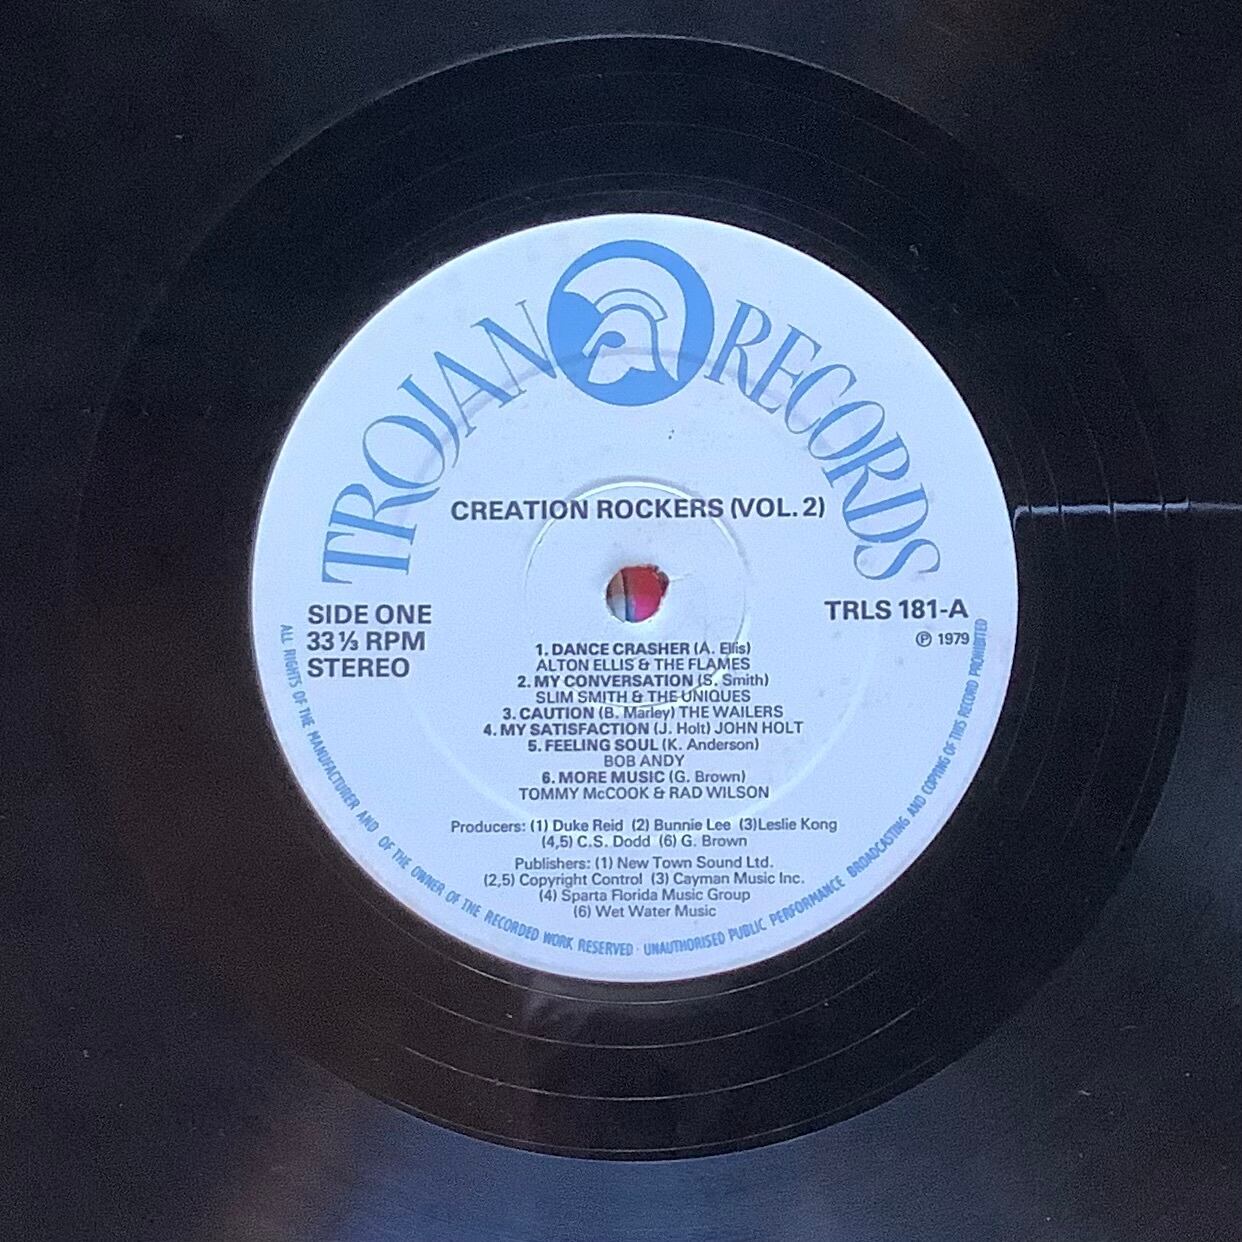 TROJAN RECORDS
CREATION ROCKERS (VOL. 2)
SIDE ONE
33⅓ RPM
STEREO
TRLS 181-A
℗ 1979
1. DANCE CRASHER (A. Ellis)
ALTON ELLIS & THE FLAMES
2. MY CONVERSATION (S. Smith)
SLIM SMITH & THE UNIQUES
3. CAUTION (B. Marley) THE WAILERS
4. MY SATISFACTION (J. Holt) JOHN HOLT
5. FEELING SOUL (K. Anderson)
BOB ANDY
6. MORE MUSIC (G. Brown)
TOMMY McCOOK & RAD WILSON
Producers: (1) Duke Reid (2) Bunnie Lee (3)Leslie Kong
(4,5) C.S. Dodd (6) G. Brown
Publishers: (1) New Town Sound Ltd.
(2,5) Copyright Control (3) Cayman Music Inc.
(4) Sparta Florida Music Group
(6) Wet Water Music
ALL RIGHTS OF THE MANUFACTURER AND OF THE OWNER OF THE RECORDED WORK RESERVED · UNAUTHORISED PUBLIC PERFORMANCE BROADCASTING AND COPYING OF THIS RECORD PROHIBITED